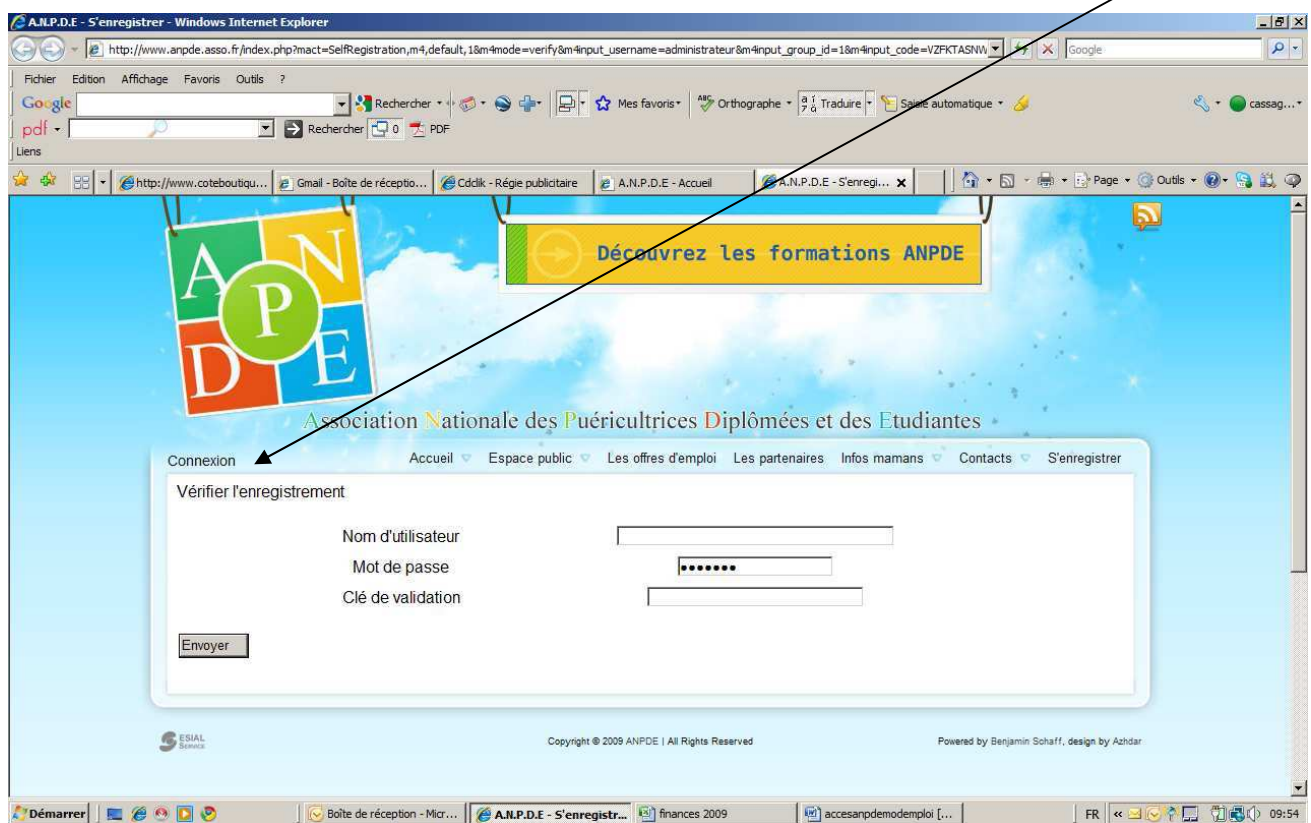 A.N.P.D.E - S'enregistrer - Windows Internet Explorer
http://www.anpde.asso.fr/index.php?mact=SelfRegistration,m4,default,1&m4mode=verify&m4input_username=administrateur&m4input_group_id=1&m4input_code=VZFKTASNW Google
Fichier Edition Affichage Favoris Outils ?
Google Rechercher Mes favoris Orthographe Traduire Saisie automatique cassag...
pdf Rechercher 0 PDF
Liens
http://www.coteboutiqu... Gmail - Boîte de réceptio... Cddlik - Régie publicitaire A.N.P.D.E - Accueil A.N.P.D.E - S'enregi... Page Outils
A N P D E
Découvrez les formations ANPDE
Association Nationale des Puéricultrices Diplômées et des Etudiantes
Connexion Accueil Espace public Les offres d'emploi Les partenaires Infos mamans Contacts S'enregistrer
Vérifier l'enregistrement
Nom d'utilisateur
Mot de passe •••••••
Clé de validation
Envoyer
ESIAL Service Copyright © 2009 ANPDE | All Rights Reserved Powered by Benjamin Schaff, design by Azhdar
Démarrer Boîte de réception - Micr... A.N.P.D.E - S'enregistr... finances 2009 accesanpdemodemploi [... FR « 09:54